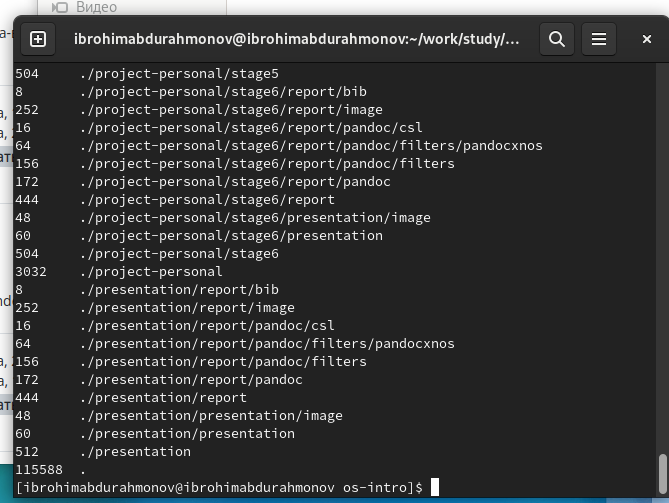 Видео
ibrohimabdurahmonov@ibrohimabdurahmonov:~/work/study/...
504 ./project-personal/stage5
8 ./project-personal/stage6/report/bib
252 ./project-personal/stage6/report/image
16 ./project-personal/stage6/report/pandoc/csl
64 ./project-personal/stage6/report/pandoc/filters/pandocxnos
156 ./project-personal/stage6/report/pandoc/filters
172 ./project-personal/stage6/report/pandoc
444 ./project-personal/stage6/report
48 ./project-personal/stage6/presentation/image
60 ./project-personal/stage6/presentation
504 ./project-personal/stage6
3032 ./project-personal
8 ./presentation/report/bib
252 ./presentation/report/image
16 ./presentation/report/pandoc/csl
64 ./presentation/report/pandoc/filters/pandocxnos
156 ./presentation/report/pandoc/filters
172 ./presentation/report/pandoc
444 ./presentation/report
48 ./presentation/presentation/image
60 ./presentation/presentation
512 ./presentation
115588 .
[ibrohimabdurahmonov@ibrohimabdurahmonov os-intro]$